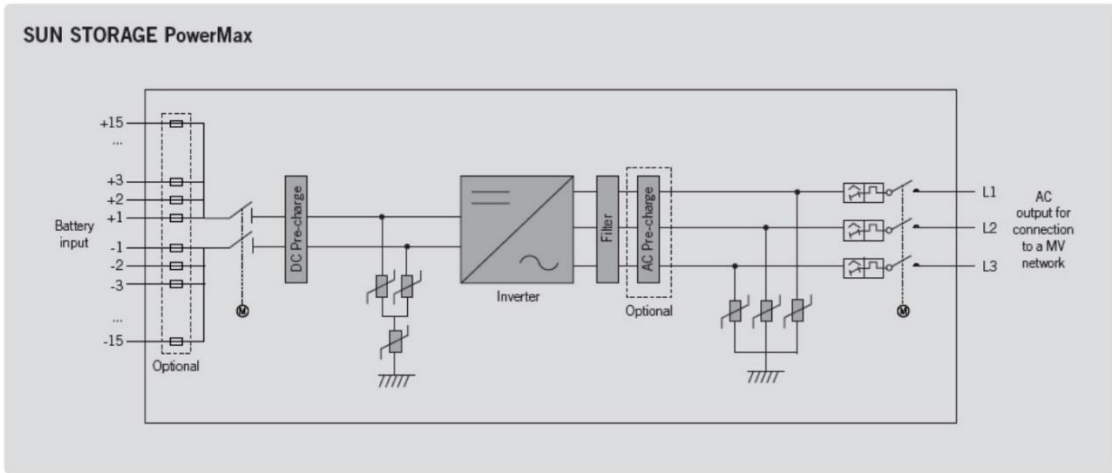 SUN STORAGE PowerMax
+15
...
+3
+2
+1
Battery
input
-1
-2
-3
...
-15
Optional
M
DC Pre-charge
Inverter
Filter
AC Pre-charge
Optional
L1
L2
L3
M
AC
output for
connection
to a MV
network